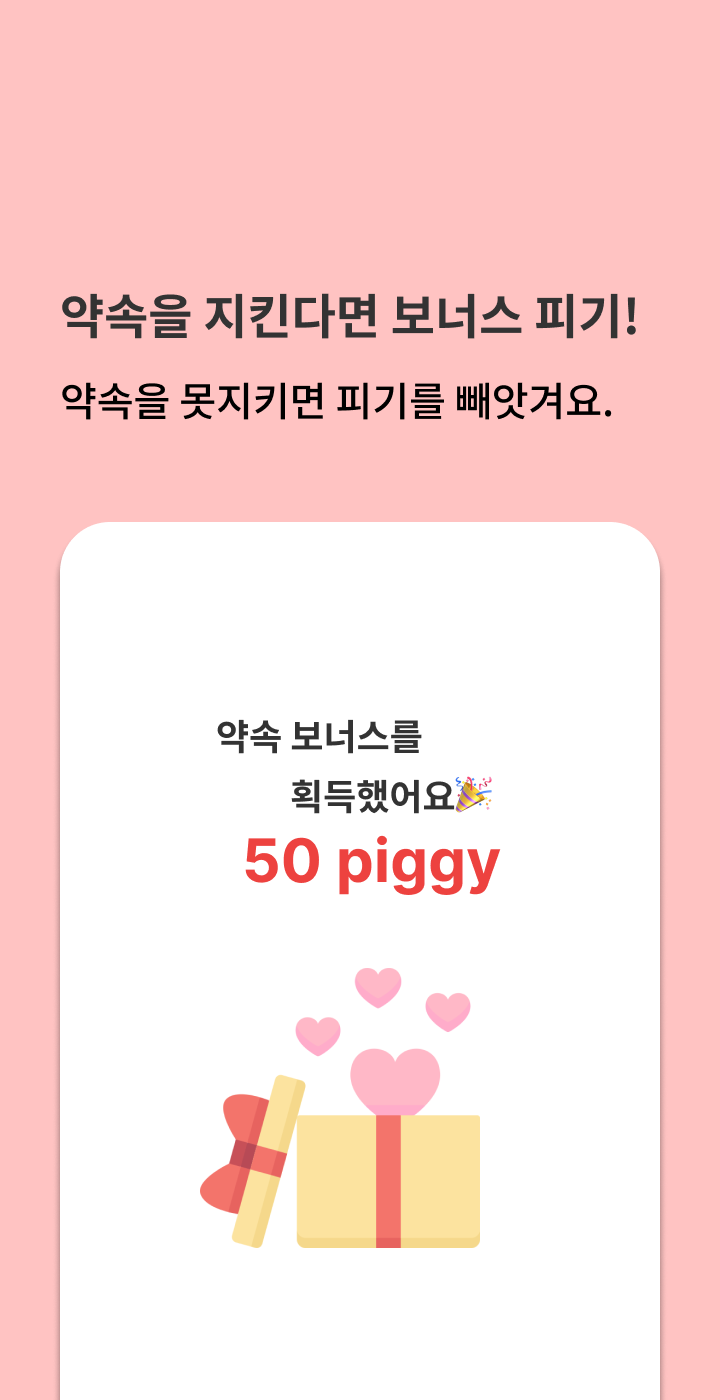 약속을 지킨다면 보너스 피기!
약속을 못지키면 피기를 빼앗겨요.
약속 보너스를
획득했어요🎉
50 piggy